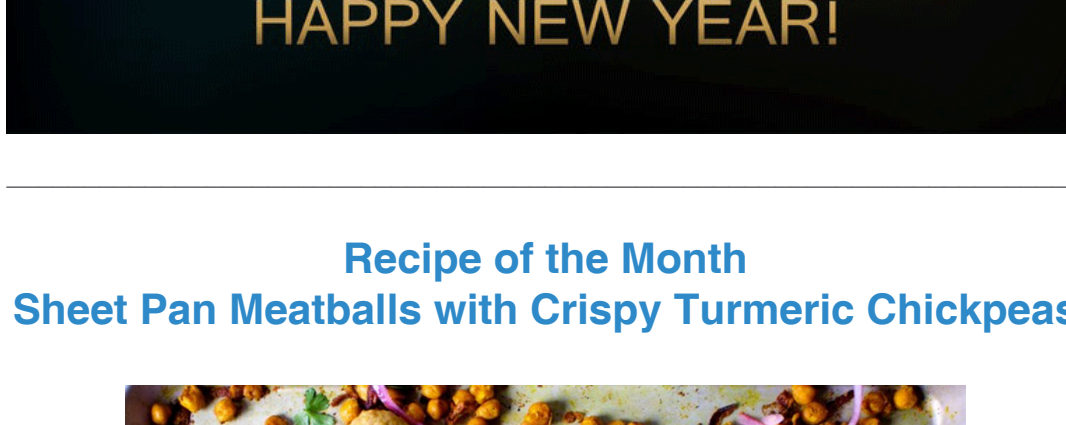 HAPPY NEW YEAR!
Recipe of the Month
Sheet Pan Meatballs with Crispy Turmeric Chickpeas